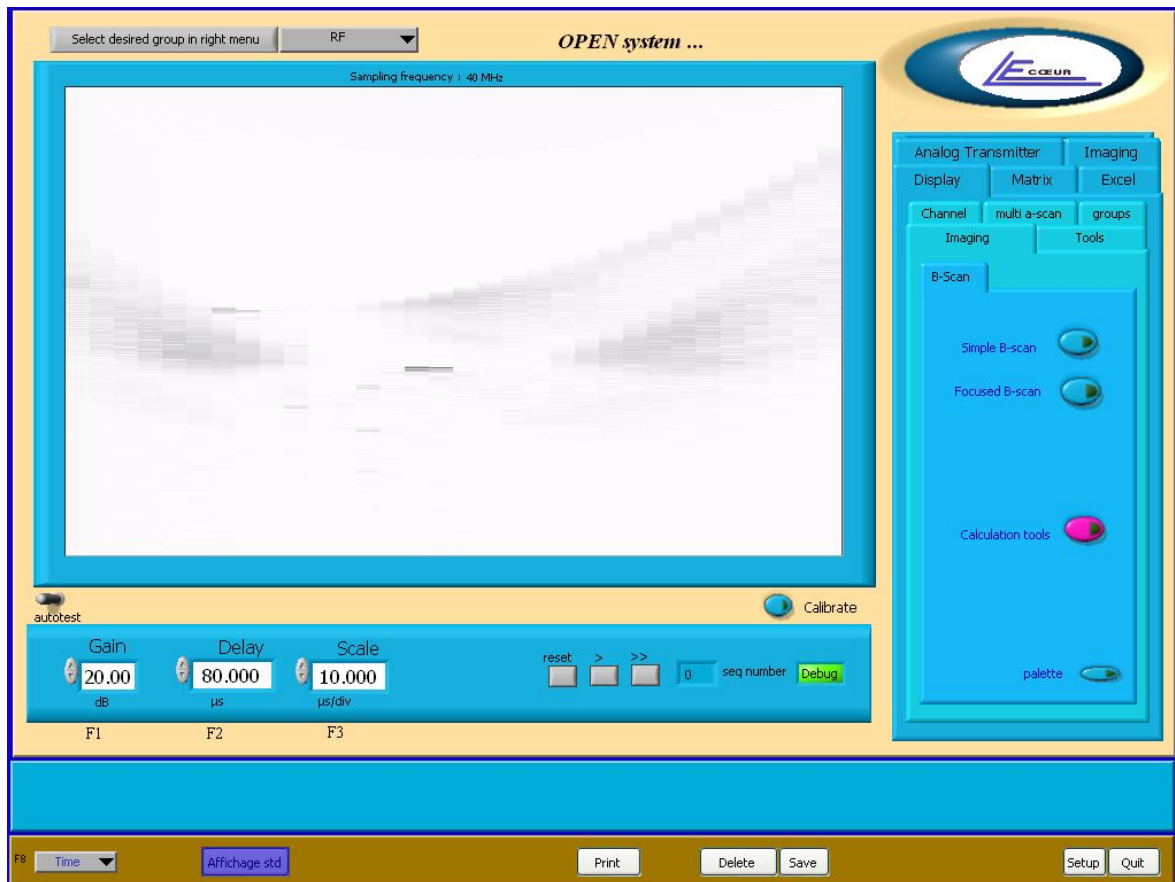 Select desired group in right menu
RF
OPEN system ...
Sampling frequency : 40 MHz
LE CŒUR
Analog Transmitter
Imaging
Display
Matrix
Excel
Channel
multi a-scan
groups
Imaging
Tools
B-Scan
Simple B-scan
Focused B-scan
Calculation tools
palette
autotest
Calibrate
Gain
Delay
Scale
20.00
80.000
10.000
dB
µs
µs/div
reset
>
>>
0
seq number
Debug
F1
F2
F3
F8
Time
Affichage std
Print
Delete
Save
Setup
Quit